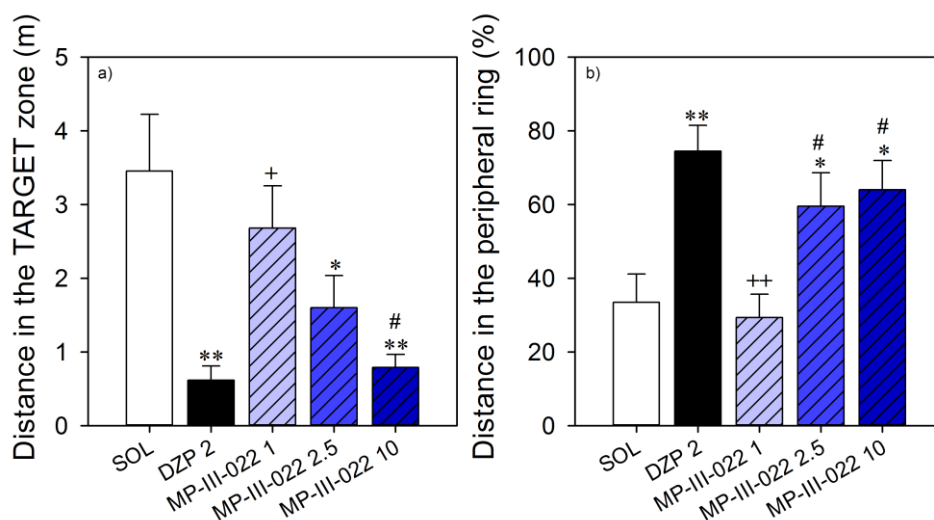 Distance in the TARGET zone (m)
a)
5
4
3
2
1
0
**
+
*
#
**
SOL
DZP 2
MP-III-022 1
MP-III-022 2.5
MP-III-022 10
Distance in the peripheral ring (%)
b)
100
80
60
40
20
0
**
++
#
*
#
*
SOL
DZP 2
MP-III-022 1
MP-III-022 2.5
MP-III-022 10